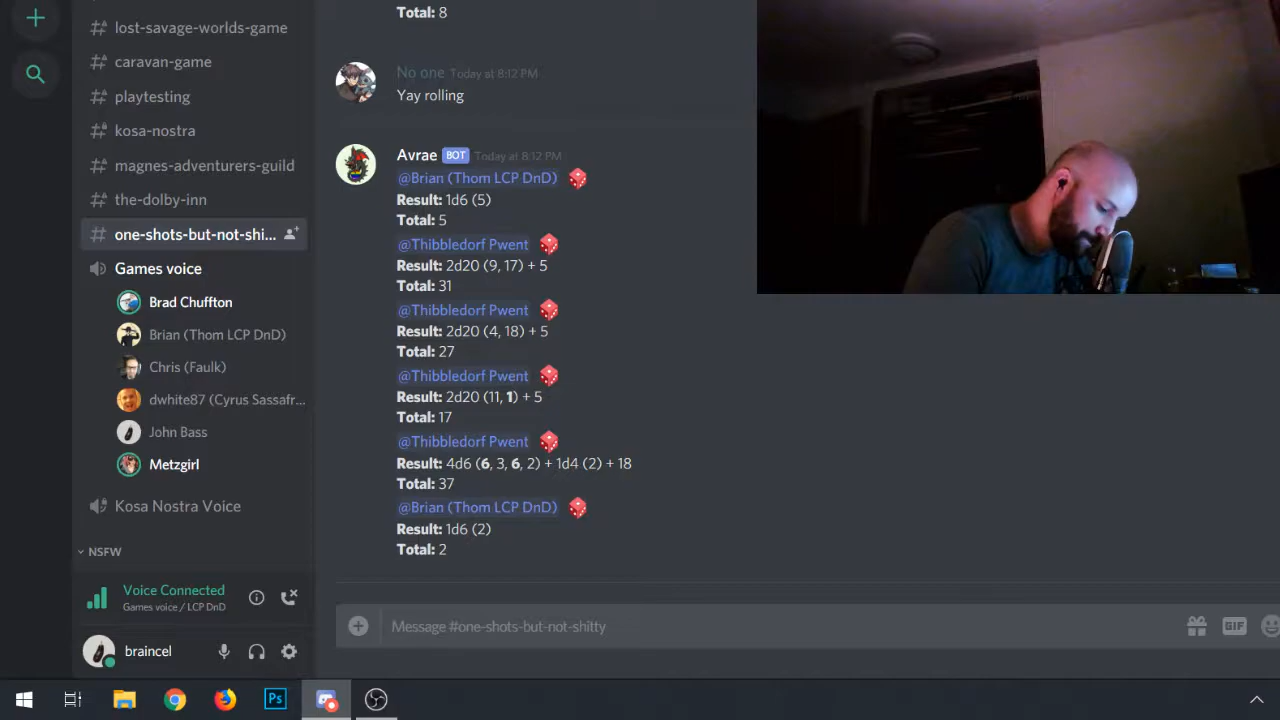 lost-savage-worlds-game
caravan-game
playtesting
kosa-nostra
magnes-adventurers-guild
the-dolby-inn
one-shots-but-not-shi...
Games voice
Brad Chuffton
Brian (Thom LCP DnD)
Chris (Faulk)
dwhite87 (Cyrus Sassafr...
John Bass
Metzgirl
Kosa Nostra Voice
NSFW
Voice Connected
Games voice / LCP DnD
braincel
Total: 8
No one Today at 8:12 PM
Yay rolling
Avrae BOT Today at 8:12 PM
@Brian (Thom LCP DnD)
Result: 1d6 (5)
Total: 5
@Thibbledorf Pwent
Result: 2d20 (9, 17) + 5
Total: 31
@Thibbledorf Pwent
Result: 2d20 (4, 18) + 5
Total: 27
@Thibbledorf Pwent
Result: 2d20 (11, 1) + 5
Total: 17
@Thibbledorf Pwent
Result: 4d6 (6, 3, 6, 2) + 1d4 (2) + 18
Total: 37
@Brian (Thom LCP DnD)
Result: 1d6 (2)
Total: 2
Message #one-shots-but-not-shitty
GIF
Ps